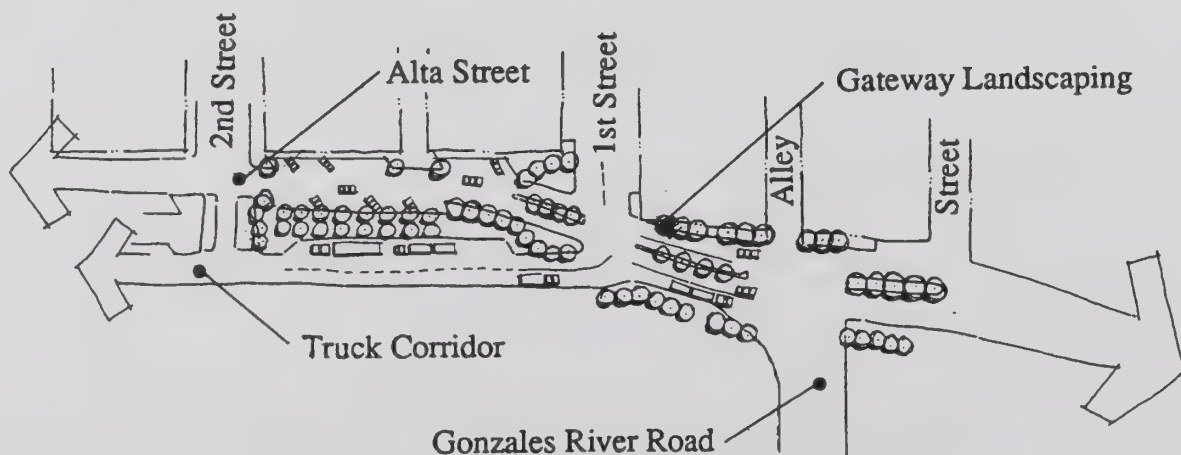 2nd Street
Alta Street
1st Street
Gateway Landscaping
Alley
Street
Truck Corridor
Gonzales River Road